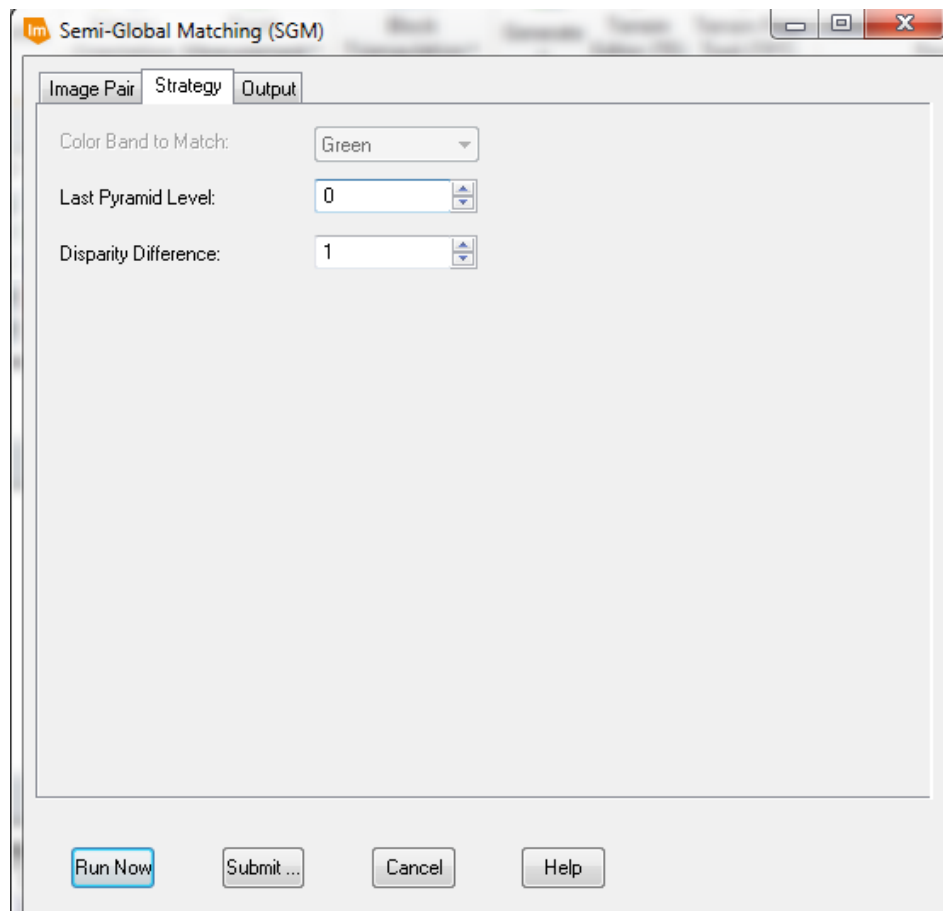 Im Semi-Global Matching (SGM)
Image Pair Strategy Output
Color Band to Match: Green
Last Pyramid Level: 0
Disparity Difference: 1
Run Now Submit ... Cancel Help